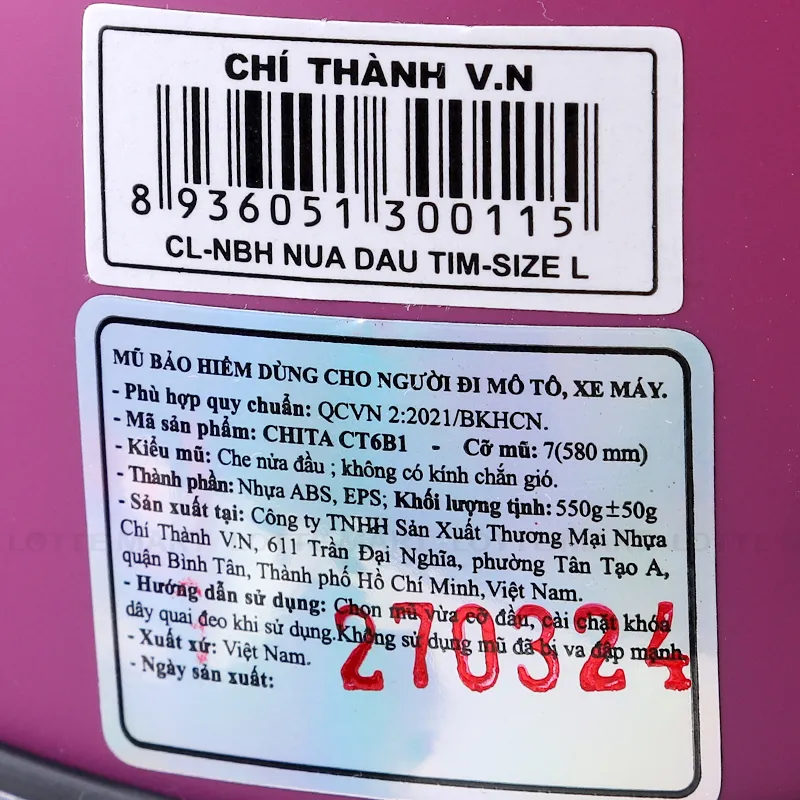 CHÍ THÀNH V.N
8 936051 300115
CL-NBH NUA DAU TIM-SIZE L
MŨ BẢO HIỂM DÙNG CHO NGƯỜI ĐI MÔ TÔ, XE MÁY.
- Phù hợp quy chuẩn: QCVN 2:2021/BKHCN.
- Mã sản phẩm: CHITA CT6B1 - Cỡ mũ: 7(580 mm)
- Kiểu mũ: Che nửa đầu ; không có kính chắn gió.
- Thành phần: Nhựa ABS, EPS; Khối lượng tịnh: 550g±50g
- Sản xuất tại: Công ty TNHH Sản Xuất Thương Mại Nhựa
Chí Thành V.N, 611 Trần Đại Nghĩa, phường Tân Tạo A,
quận Bình Tân, Thành phố Hồ Chí Minh,Việt Nam.
- Hướng dẫn sử dụng: Chọn mũ vừa cỡ đầu, cài chặt khóa
dây quai đeo khi sử dụng.Không sử dụng mũ đã bị va đập mạnh.
- Xuất xứ: Việt Nam.
- Ngày sản xuất:
270324